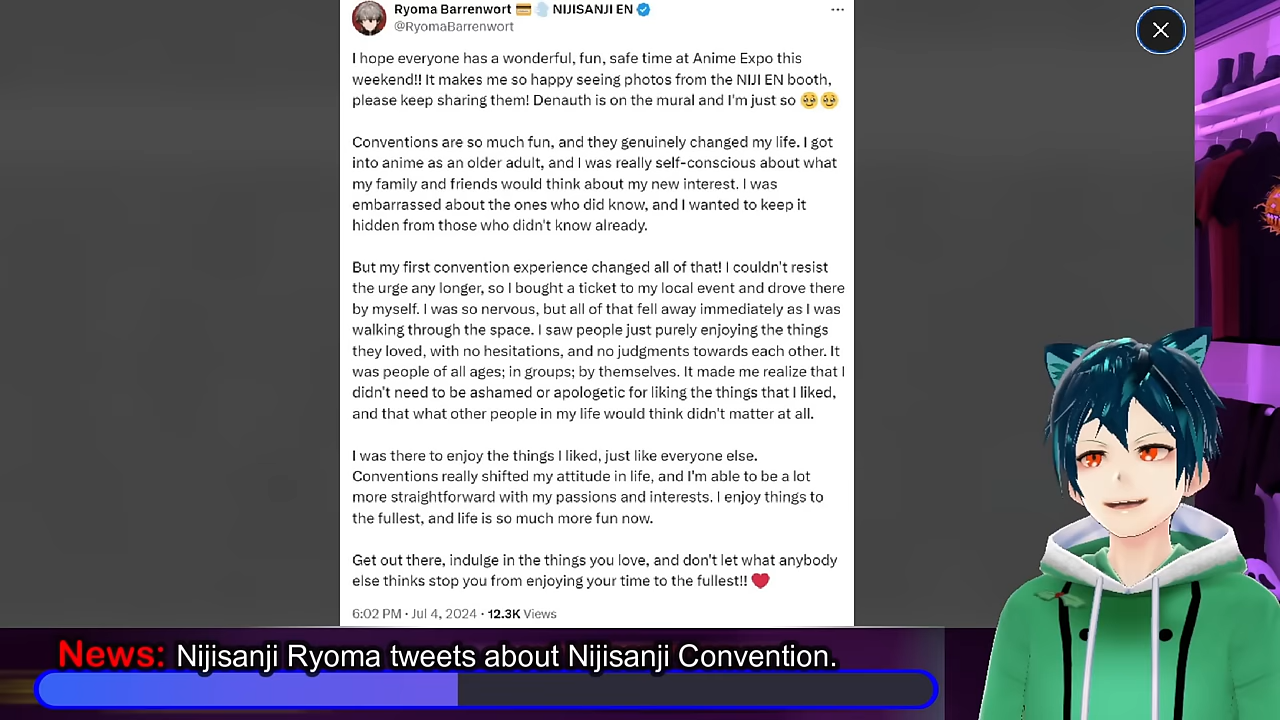 Ryoma Barrenwort 💳💨 NIJISANJI EN
@RyomaBarrenwort
I hope everyone has a wonderful, fun, safe time at Anime Expo this
weekend!! It makes me so happy seeing photos from the NIJI EN booth,
please keep sharing them! Denauth is on the mural and I'm just so 🥹🥹
Conventions are so much fun, and they genuinely changed my life. I got
into anime as an older adult, and I was really self-conscious about what
my family and friends would think about my new interest. I was
embarrassed about the ones who did know, and I wanted to keep it
hidden from those who didn't know already.
But my first convention experience changed all of that! I couldn't resist
the urge any longer, so I bought a ticket to my local event and drove there
by myself. I was so nervous, but all of that fell away immediately as I was
walking through the space. I saw people just purely enjoying the things
they loved, with no hesitations, and no judgments towards each other. It
was people of all ages; in groups; by themselves. It made me realize that I
didn't need to be ashamed or apologetic for liking the things that I liked,
and that what other people in my life would think didn't matter at all.
I was there to enjoy the things I liked, just like everyone else.
Conventions really shifted my attitude in life, and I'm able to be a lot
more straightforward with my passions and interests. I enjoy things to
the fullest, and life is so much more fun now.
Get out there, indulge in the things you love, and don't let what anybody
else thinks stop you from enjoying your time to the fullest!! ❤️
6:02 PM · Jul 4, 2024 · 12.3K Views
News: Nijisanji Ryoma tweets about Nijisanji Convention.